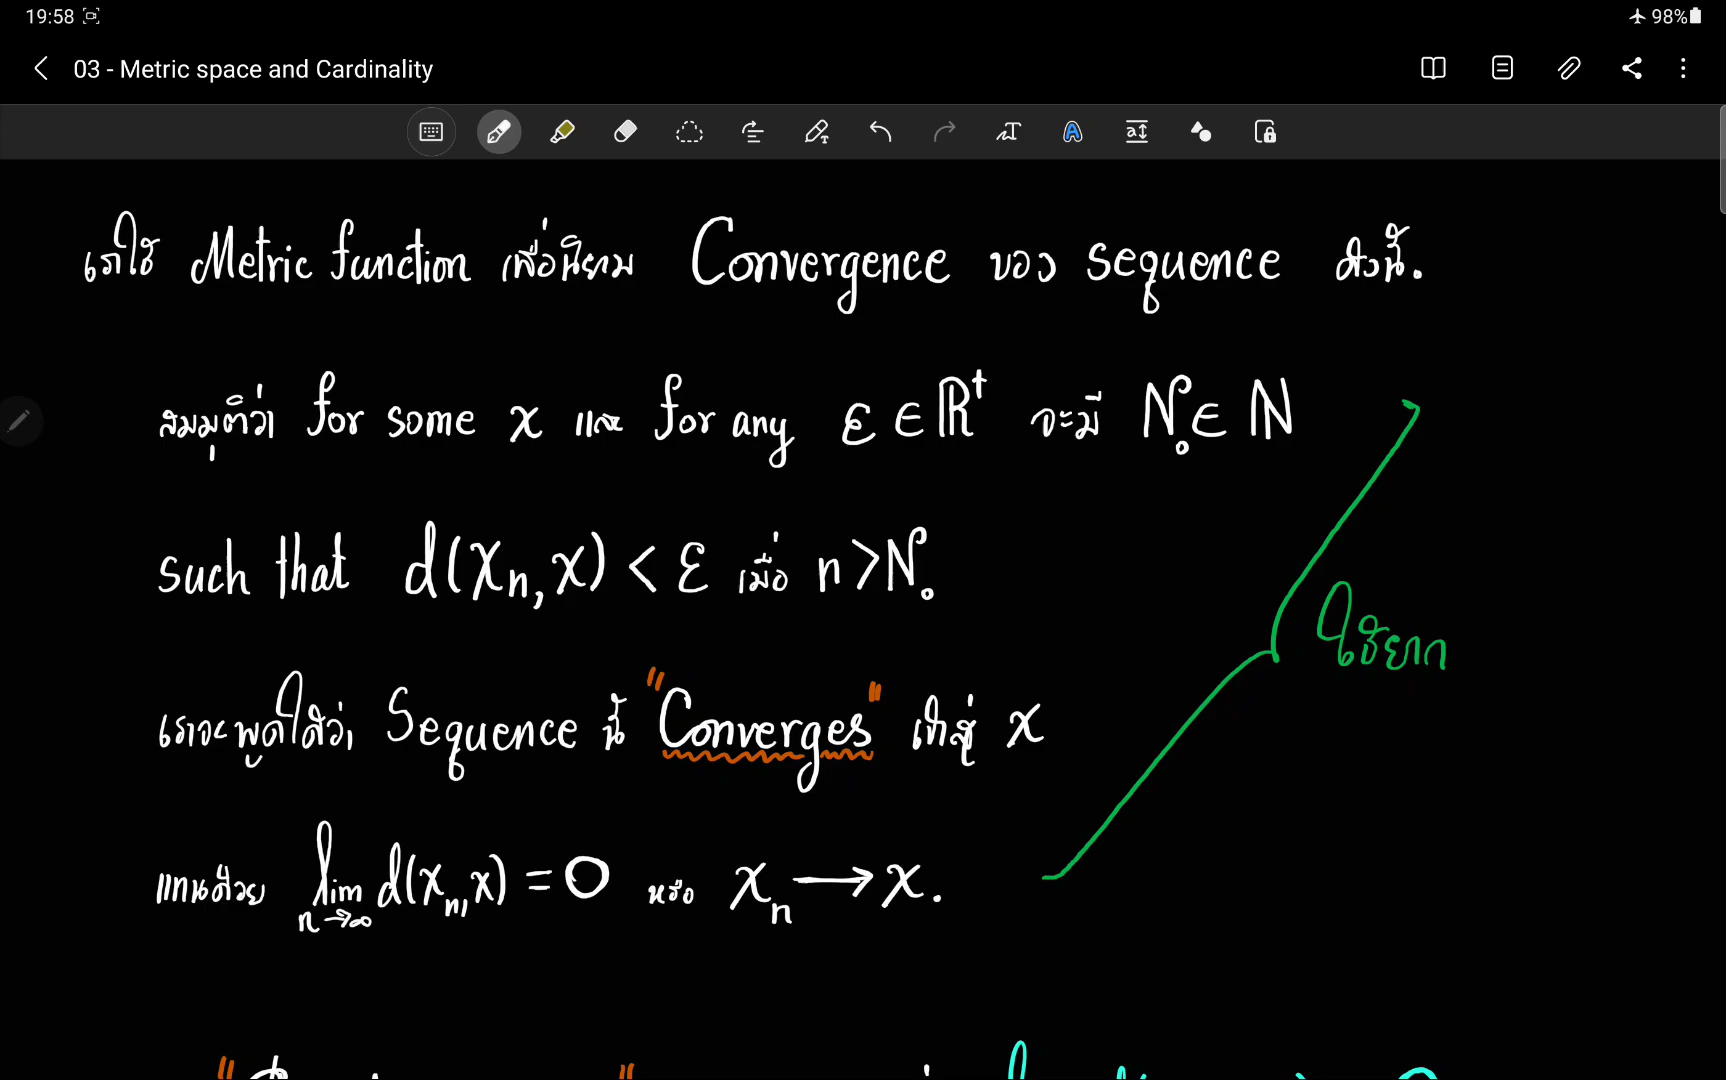 19:58 98%
03 - Metric space and Cardinality
เราใช้ Metric function เพื่อนิยาม Convergence ของ sequence ดังนี้.
สมมุติว่า for some x และ for any ε ∈ ℝ⁺ จะมี N₀ ∈ ℕ
such that d(xₙ, x) < ε เมื่อ n > N₀
เราจะพูดได้ว่า Sequence นี้ "Converges" เข้าสู่ x
ใช้ยาก
แทนด้วย lim n→∞ d(xₙ, x) = 0 หรือ xₙ → x.